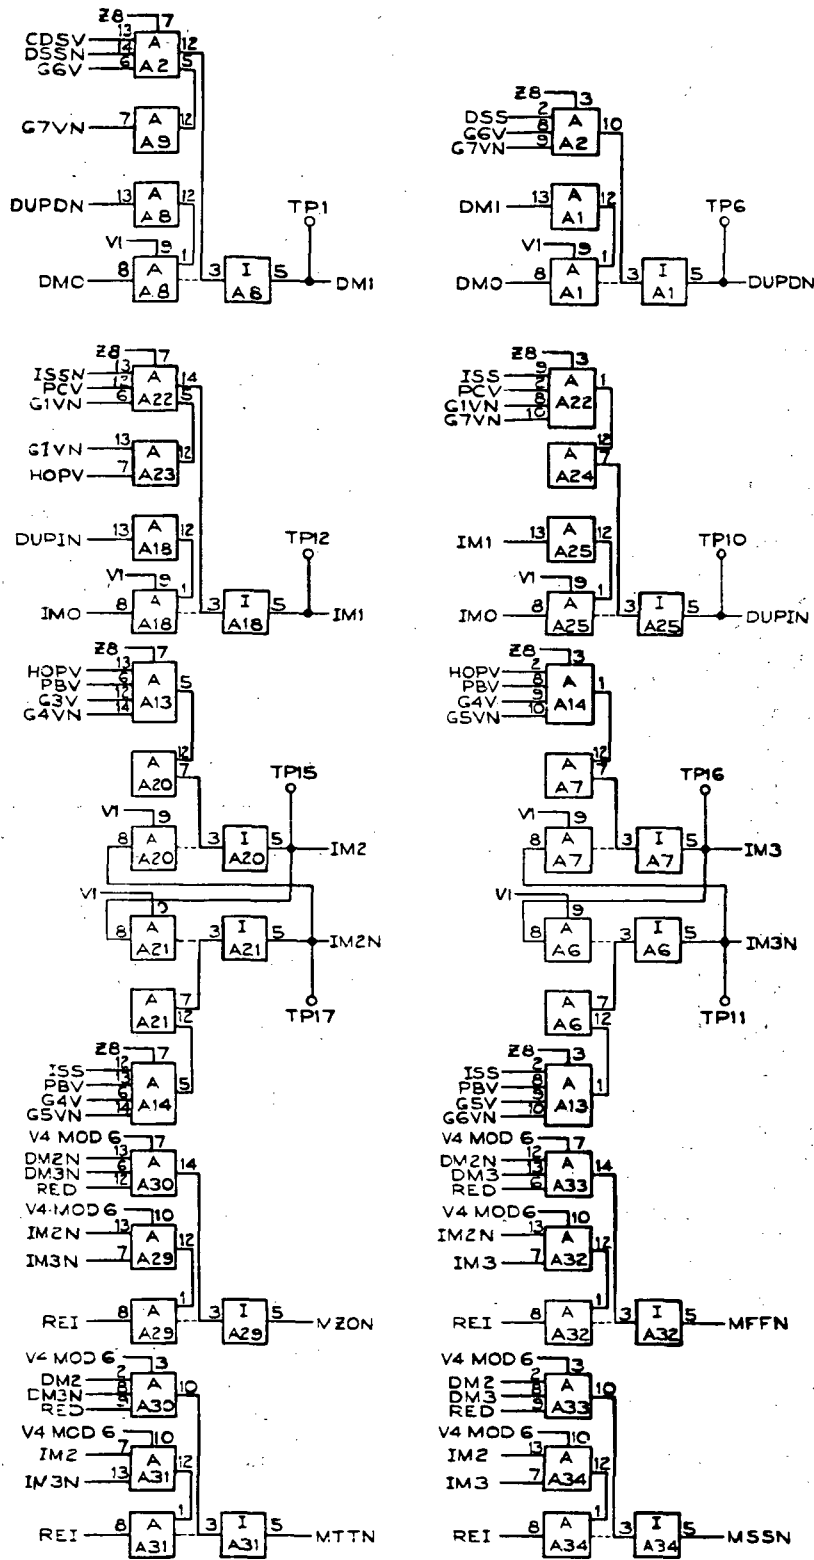 Z8 7
CDSV 13 A 12
DSSN 12
G6V 6 A2 5
G7VN 7 A 12
A9
DUPDN 13 A 12
A8
V1 9
DM0 8 A 1
A8
3 I 5 DM1
A8
TP1
Z8 3
DSS 2 A 10
G6V 8
G7VN 9 A2
DM1 13 A 12
A1
V1 9
DM0 8 A 1
A1
3 I 5 DUPDN
A1
TP6
Z8 7
ISSN 13 A 14
PCV 12
G1VN 6 A22 5
G1VN 13 A 12
HOPV 7 A23
DUPIN 13 A 12
A18
V1 9
IM0 8 A 1
A18
3 I 5 IM1
A18
TP12
Z8 3
ISS 9 A 1
PCV 2
G1VN 8 A22
G7VN 10
A 12
A24 7
IM1 13 A 12
A25
V1 9
IM0 8 A 1
A25
3 I 5 DUPIN
A25
TP10
Z8 7
HOPV 13
PBV 6 A 5
G3V 12
G4VN 14 A13
A 12
A20 7
V1 9
8 A
A20
3 I 5 IM2
A20
TP15
V1 9
8 A
A21
3 I 5 IM2N
A21
TP17
A 7
A21 12
Z8 7
ISS 12
PBV 13 A
G4V 6 5
G5VN 14 A14
Z8 3
HOPV 2
PBV 8 A 1
G4V 9
G5VN 10 A14
A 12
A7 7
V1 9
8 A
A7
3 I 5 IM3
A7
TP16
V1 9
8 A
A6
3 I 5 IM3N
A6
TP11
A 7
A6 12
Z8 3
ISS 2
PBV 8 A
G5V 9 1
G6VN 10 A13
V4 MOD 6 7
DM2N 13 A 14
DM3N 6
RED 12 A30
V4 MOD 6 10
IM2N 13 A 12
IM3N 7 A29
REI 8 A 1
A29
3 I 5 MZON
A29
V4 MOD 6 7
DM2N 12 A 14
DM3 13
RED 6 A33
V4 MOD 6 10
IM2N 13 A 12
IM3 7 A32
REI 8 A 1
A32
3 I 5 MFFN
A32
V4 MOD 6 3
DM2 2 A 10
DM3N 8
RED 9 A30
V4 MOD 6 10
IM2 7 A 12
IM3N 13 A31
REI 8 A 1
A31
3 I 5 MTTN
A31
V4 MOD 6 3
DM2 2 A 10
DM3 8
RED 9 A33
V4 MOD 6 10
IM2 13 A 12
IM3 7 A34
REI 8 A 1
A34
3 I 5 MSSN
A34